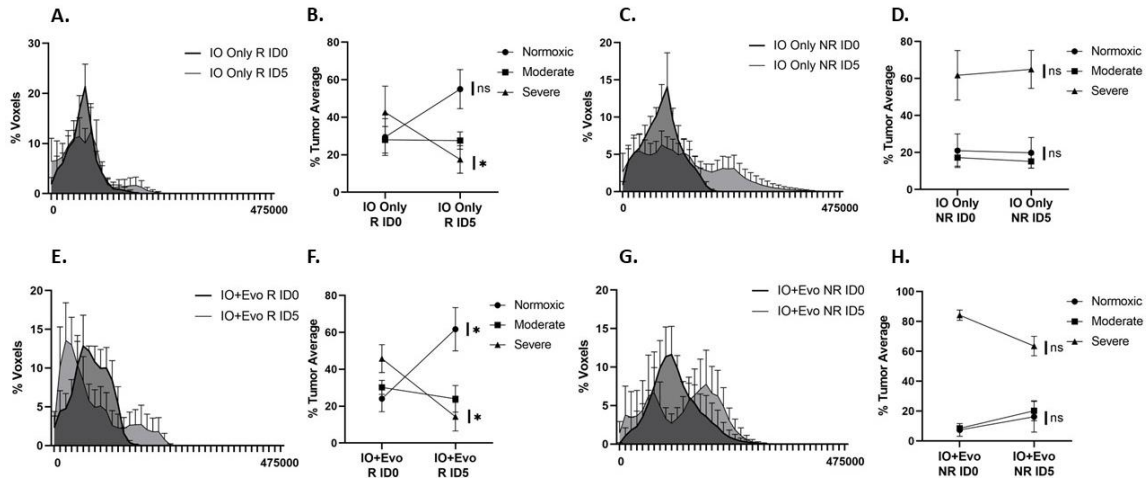 A.
% Voxels
30
20
10
0
0
475000
IO Only R ID0
IO Only R ID5
B.
% Tumor Average
80
60
40
20
0
IO Only
R ID0
IO Only
R ID5
Normoxic
Moderate
Severe
ns
*
C.
% Voxels
20
15
10
5
0
0
475000
IO Only NR ID0
IO Only NR ID5
D.
% Tumor Average
80
60
40
20
0
IO Only
NR ID0
IO Only
NR ID5
Normoxic
Moderate
Severe
ns
ns
E.
% Voxels
20
15
10
5
0
0
475000
IO+Evo R ID0
IO+Evo R ID5
F.
% Tumor Average
80
60
40
20
0
IO+Evo
R ID0
IO+Evo
R ID5
Normoxic
Moderate
Severe
*
*
G.
% Voxels
20
15
10
5
0
0
475000
IO+Evo NR ID0
IO+Evo NR ID5
H.
% Tumor Average
100
80
60
40
20
0
IO+Evo
NR ID0
IO+Evo
NR ID5
Normoxic
Moderate
Severe
ns
ns